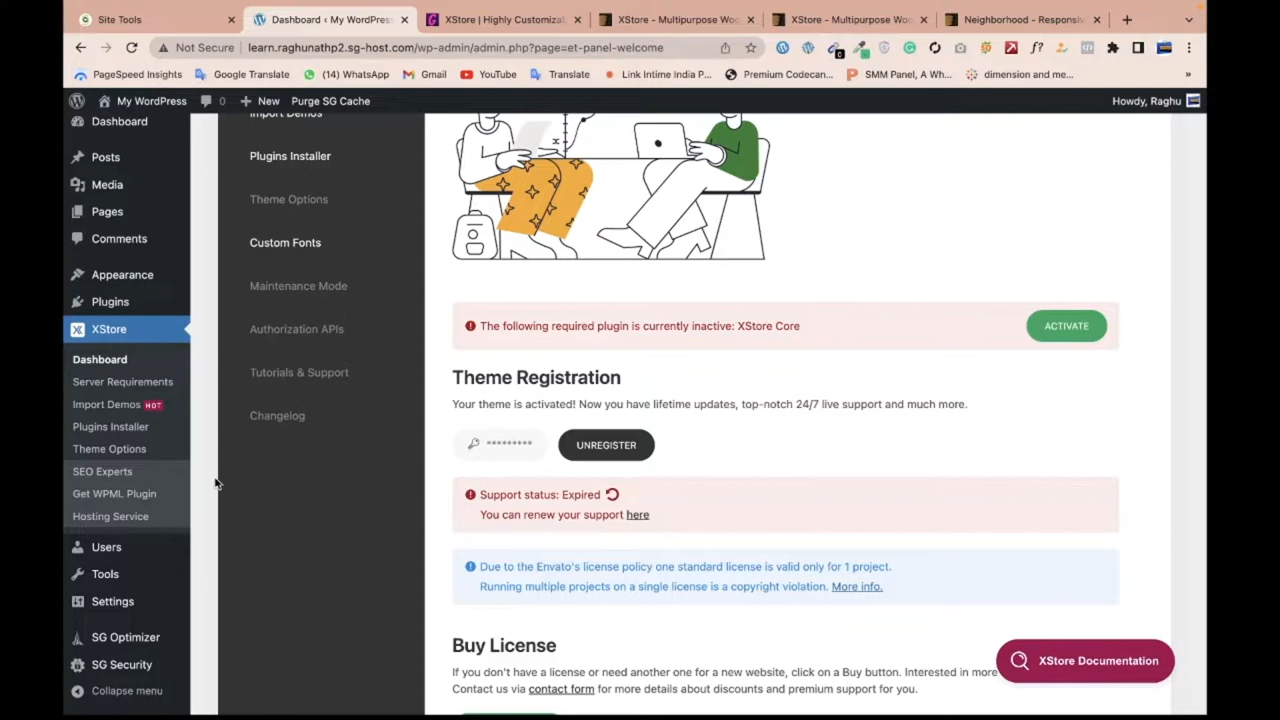 Site Tools
Dashboard < My WordPress
XStore | Highly Customiza
XStore - Multipurpose Woo
XStore - Multipurpose Woo
Neighborhood - Responsiv
Not Secure
learn.raghunathp2.sg-host.com/wp-admin/admin.php?page=et-panel-welcome
PageSpeed Insights
Google Translate
(14) WhatsApp
Gmail
YouTube
Translate
Link Intime India P...
Premium Codecan...
SMM Panel, A Wh...
dimension and me...
»
My WordPress
0
+ New
Purge SG Cache
Howdy, Raghu
Dashboard
Posts
Media
Pages
Comments
Appearance
Plugins
XStore
Dashboard
Server Requirements
Import Demos HOT
Plugins Installer
Theme Options
SEO Experts
Get WPML Plugin
Hosting Service
Users
Tools
Settings
SG Optimizer
SG Security
Collapse menu
Import Demos
Plugins Installer
Theme Options
Custom Fonts
Maintenance Mode
Authorization APIs
Tutorials & Support
Changelog
The following required plugin is currently inactive: XStore Core
ACTIVATE
Theme Registration
Your theme is activated! Now you have lifetime updates, top-notch 24/7 live support and much more.
*********
UNREGISTER
Support status: Expired
You can renew your support here
Due to the Envato's license policy one standard license is valid only for 1 project.
Running multiple projects on a single license is a copyright violation. More info.
Buy License
If you don't have a license or need another one for a new website, click on a Buy button. Interested in more
Contact us via contact form for more details about discounts and premium support for you.
XStore Documentation